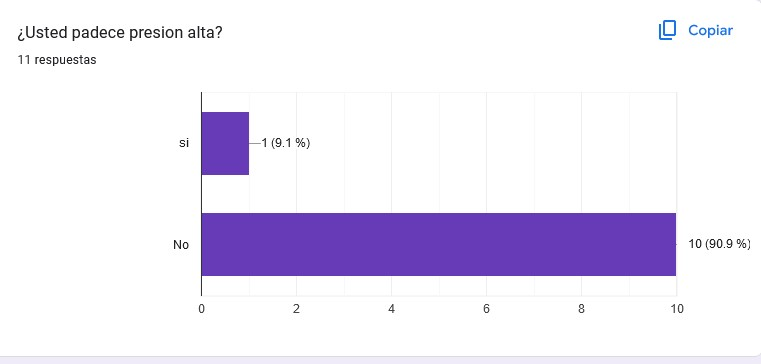 ¿Usted padece presion alta?
Copiar
11 respuestas
si
1 (9.1 %)
No
10 (90.9 %)
0 2 4 6 8 10